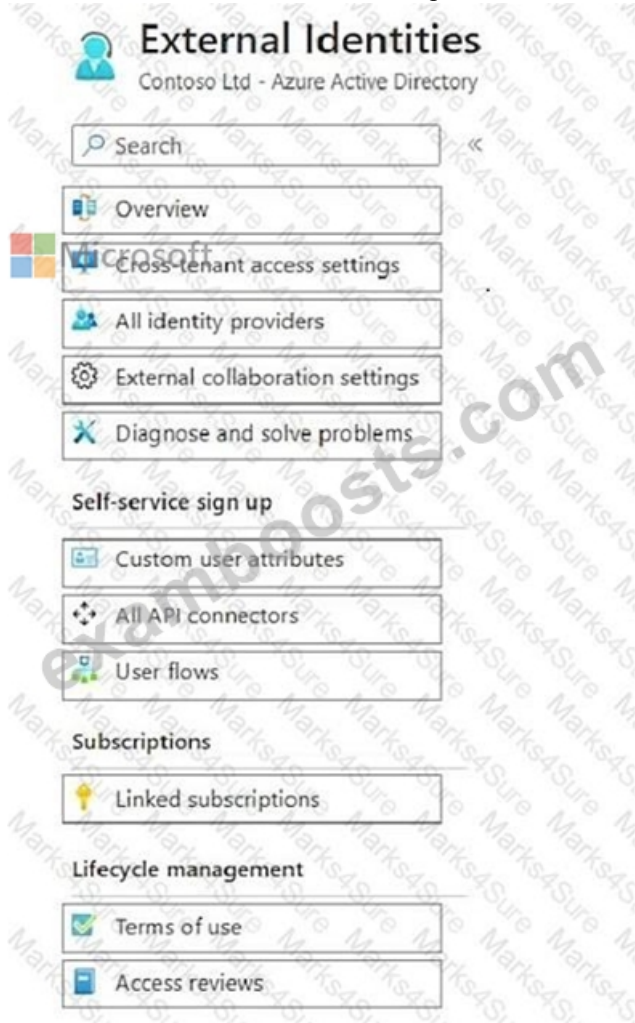 External Identities
Contoso Ltd - Azure Active Directory
Search «
Overview
Microsoft
Cross-tenant access settings
All identity providers
External collaboration settings
Diagnose and solve problems
Self-service sign up
Custom user attributes
All API connectors
User flows
Subscriptions
Linked subscriptions
Lifecycle management
Terms of use
Access reviews
examboosts.com
Marks4Sure